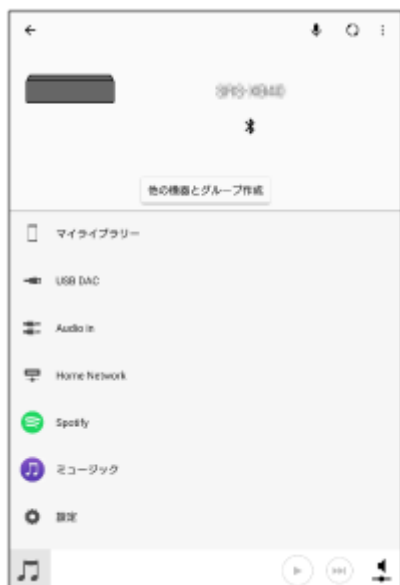 他の機器とグループ作成
マイライブラリー
USB DAC
Audio in
Home Network
Spotify
ミュージック
設定